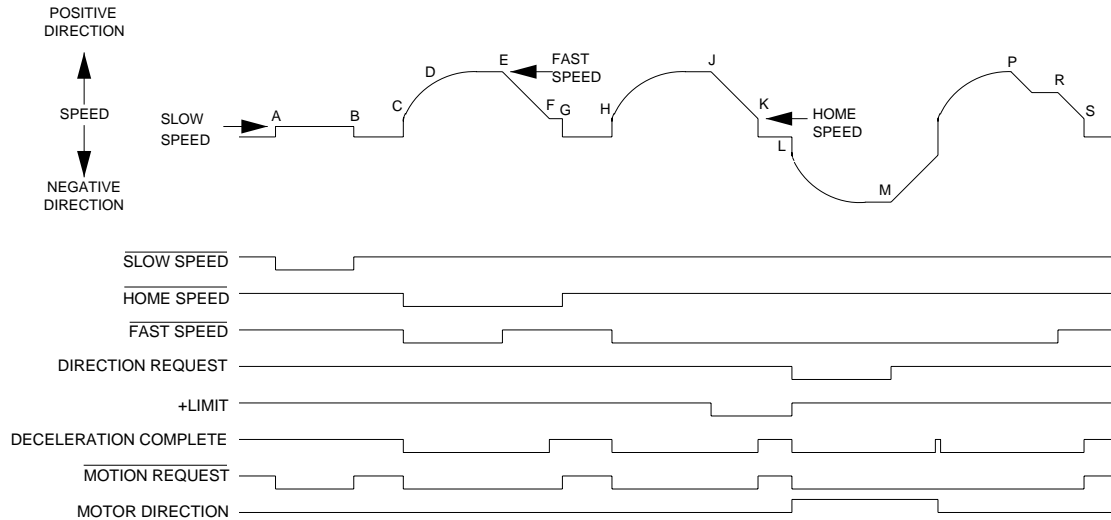 POSITIVE
DIRECTION
SPEED
NEGATIVE
DIRECTION
SLOW
SPEED
A
B
C
D
E
FAST
SPEED
F
G
H
J
K
HOME
SPEED
L
M
P
R
S
SLOW SPEED
HOME SPEED
FAST SPEED
DIRECTION REQUEST
+LIMIT
DECELERATION COMPLETE
MOTION REQUEST
MOTOR DIRECTION